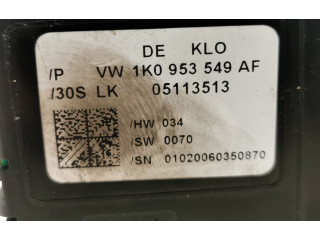 DE KLO
/P VW 1K0 953 549 AF
/30S LK 05113513
/HW 034
/SW 0070
/SN 01020060350870